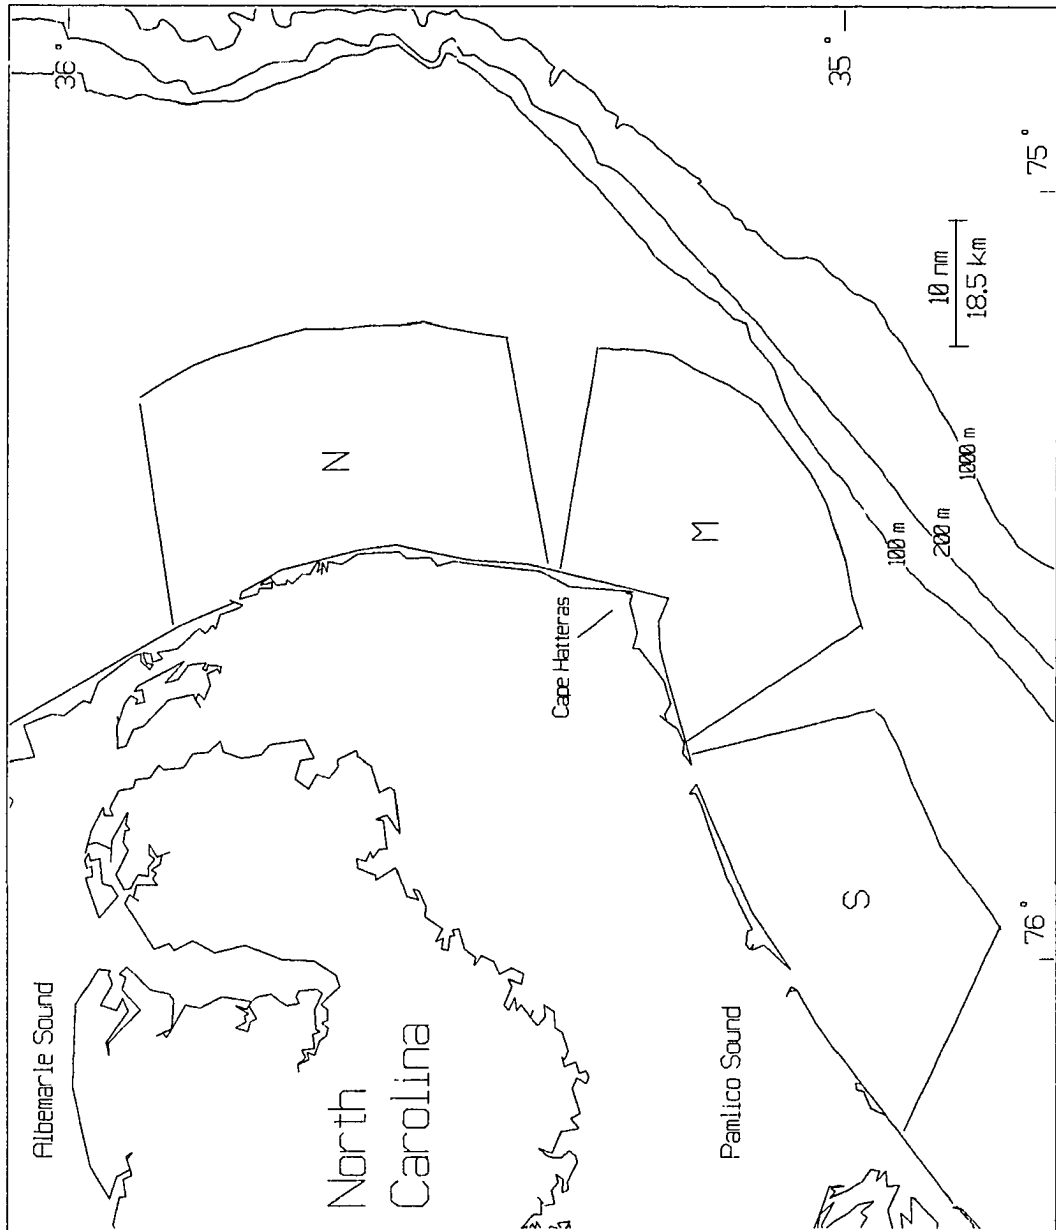 36°
35°
75°
76°
Albemarle Sound
North
Carolina
Pamlico Sound
Cape Hatteras
N
M
S
100 m
200 m
1000 m
10 nm
18.5 km